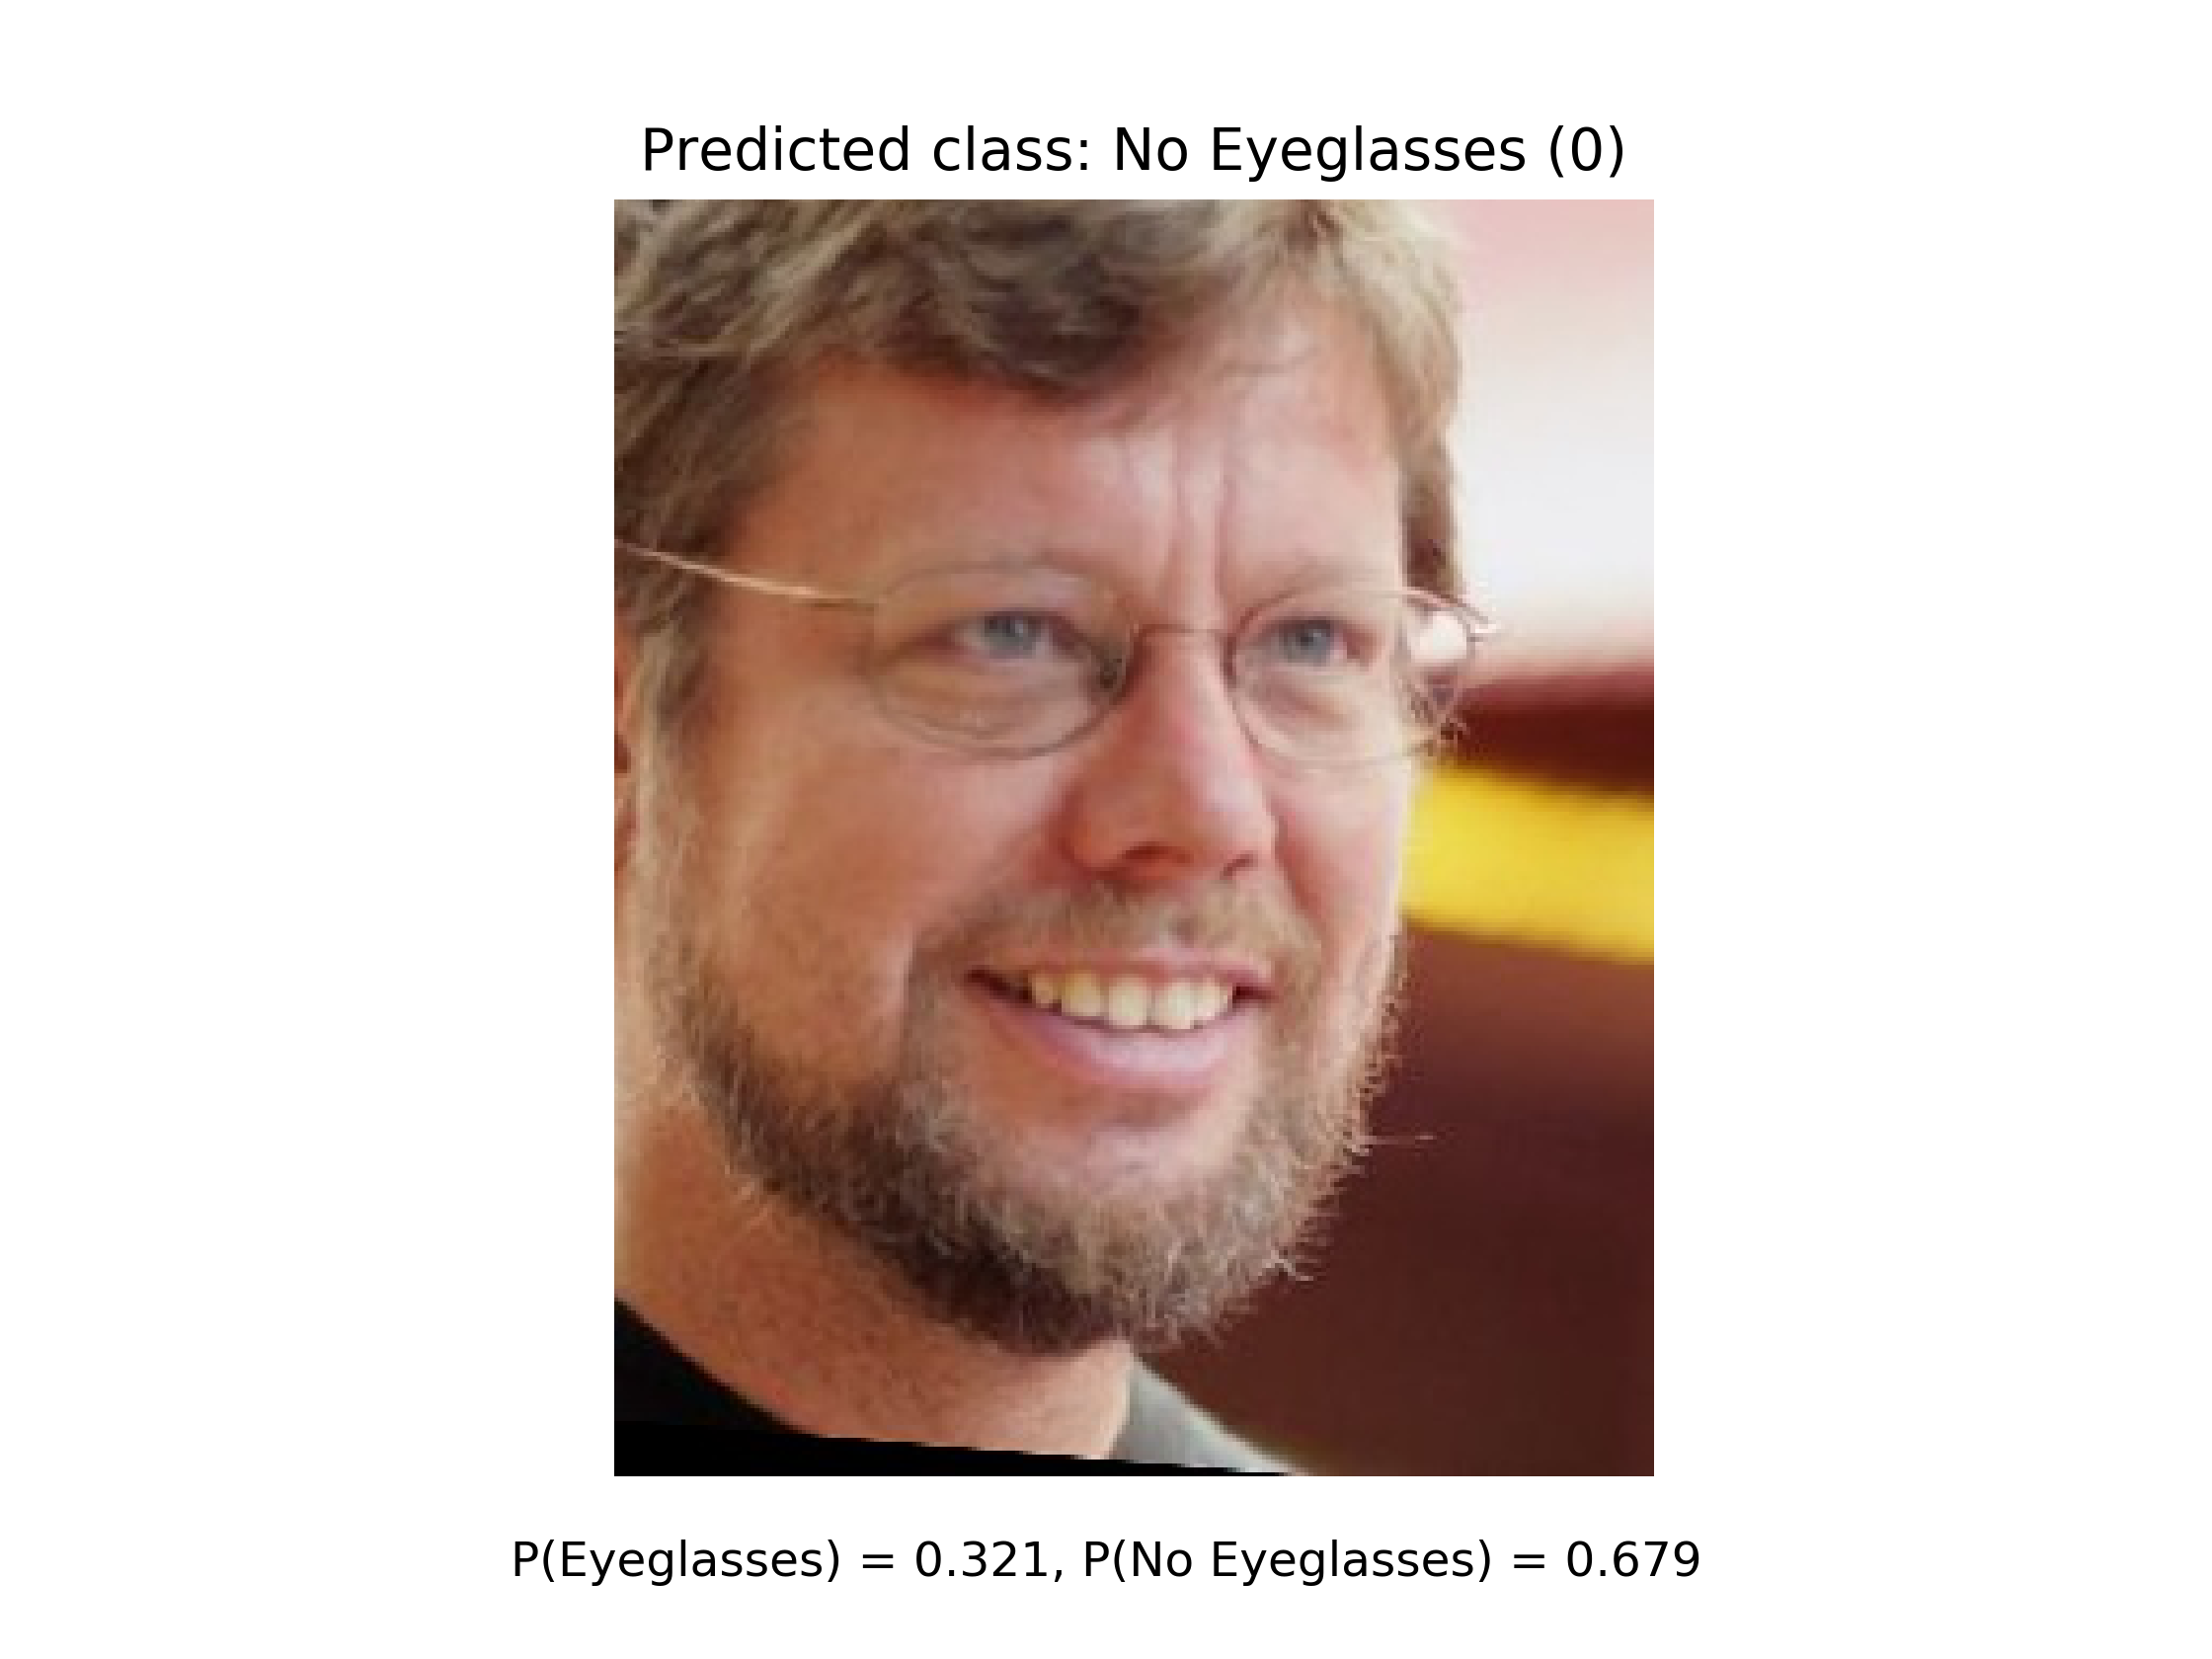 Predicted class: No Eyeglasses (0)
P(Eyeglasses) = 0.321, P(No Eyeglasses) = 0.679